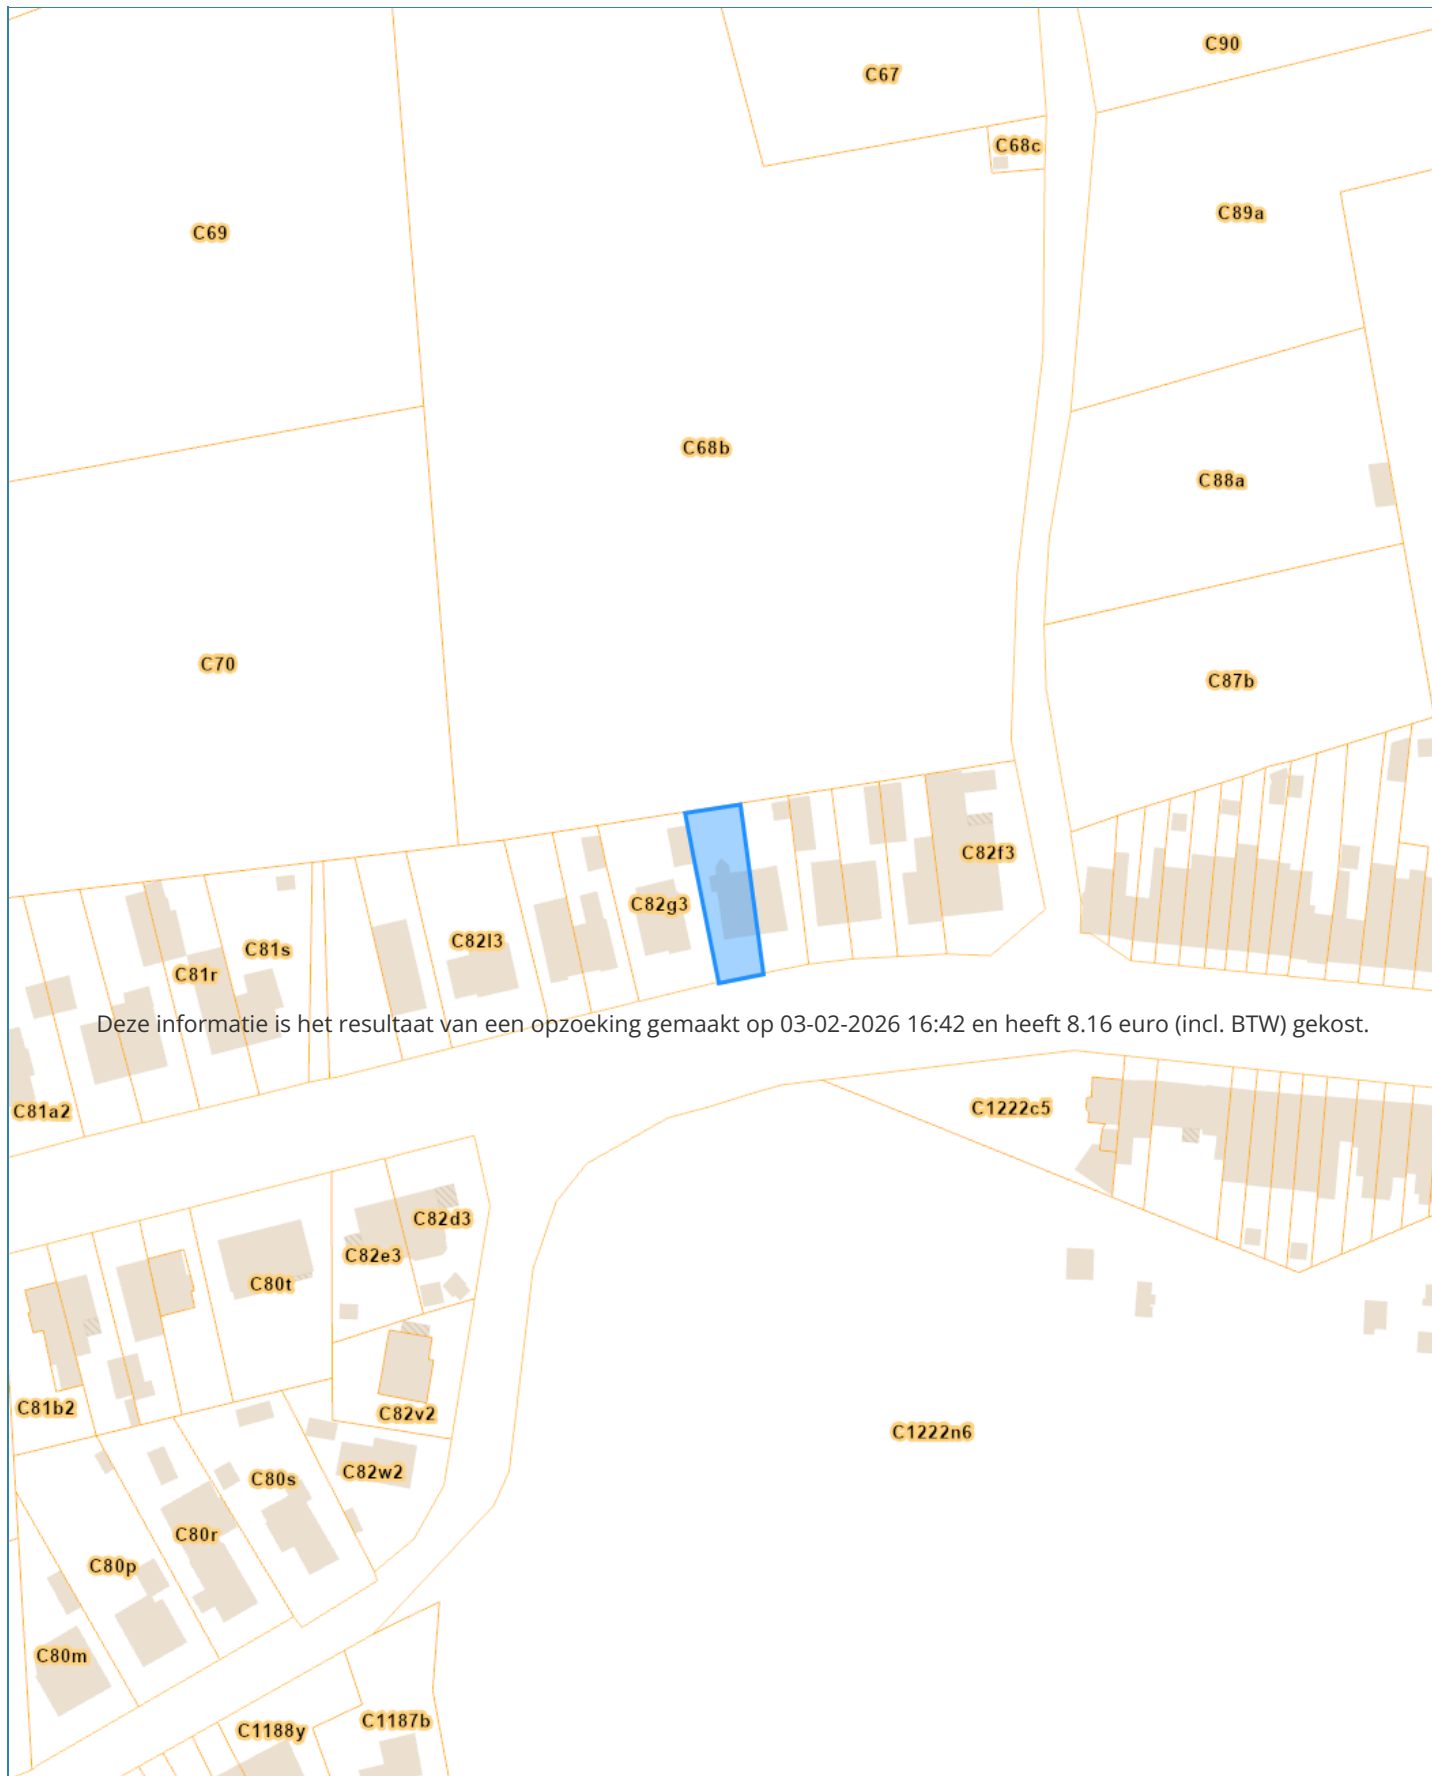 C90
C67
C68c
C89a
C69
C68b
C88a
C70
C87b
C82f3
C82g3
C82l3
C81s
C81r
Deze informatie is het resultaat van een opzoeking gemaakt op 03-02-2026 16:42 en heeft 8.16 euro (incl. BTW) gekost.
C81a2
C1222c5
C82d3
C82e3
C80t
C81b2
C82v2
C1222n6
C82w2
C80s
C80r
C80p
C80m
C1187b
C1188y